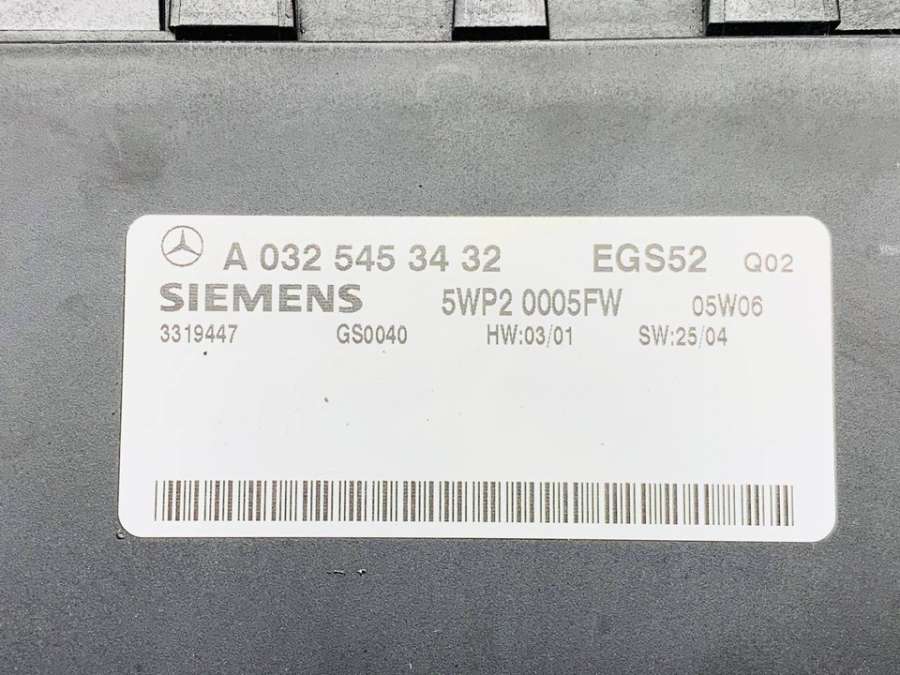 A 032 545 34 32 EGS52 Q02
SIEMENS 5WP2 0005FW 05W06
3319447 GS0040 HW:03/01 SW:25/04